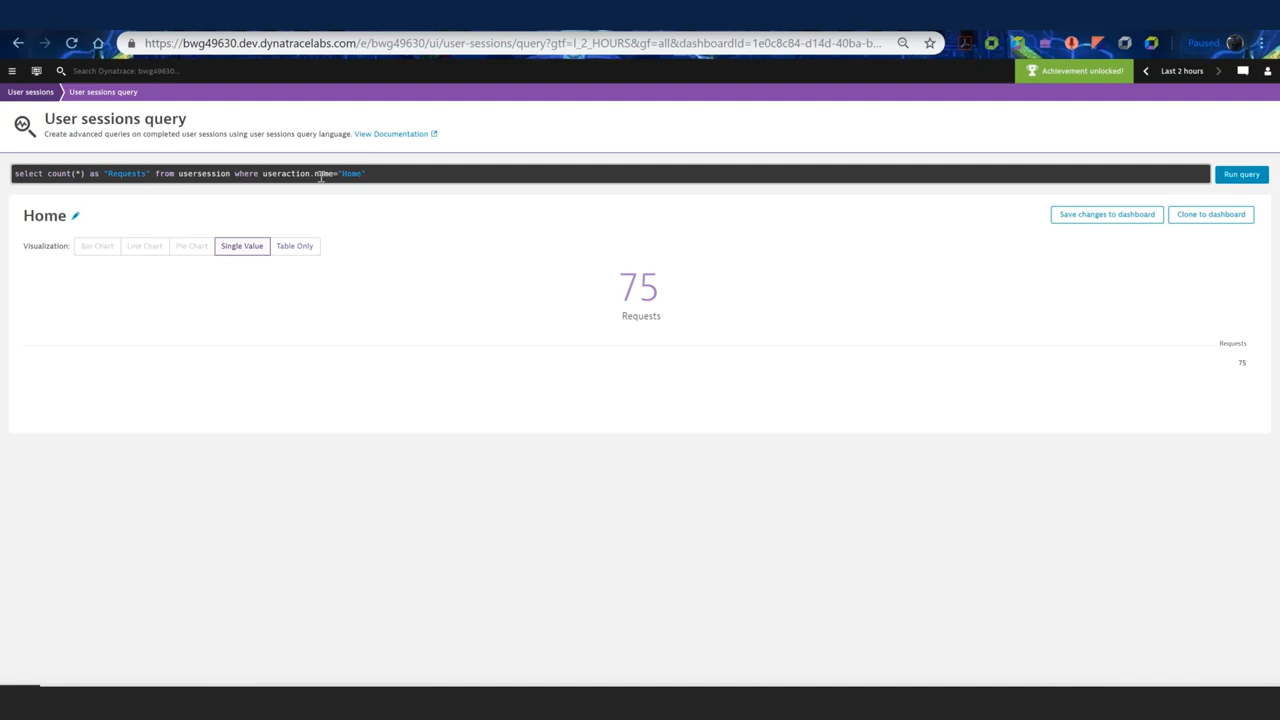 https://bwg49630.dev.dynatracelabs.com/e/bwg49630/ui/user-sessions/query?gtf=l_2_HOURS&gf=all&dashboardId=1e0c8c84-d14d-40ba-b...
Paused
Search Dynatrace: bwg49630...
Achievement unlocked!
Last 2 hours
User sessions
User sessions query
User sessions query
Create advanced queries on completed user sessions using user sessions query language. View Documentation
select count(*) as "Requests" from usersession where useraction.name="Home"
Run query
Home
Save changes to dashboard
Clone to dashboard
Visualization:
Bar Chart
Line Chart
Pie Chart
Single Value
Table Only
75
Requests
Requests
75